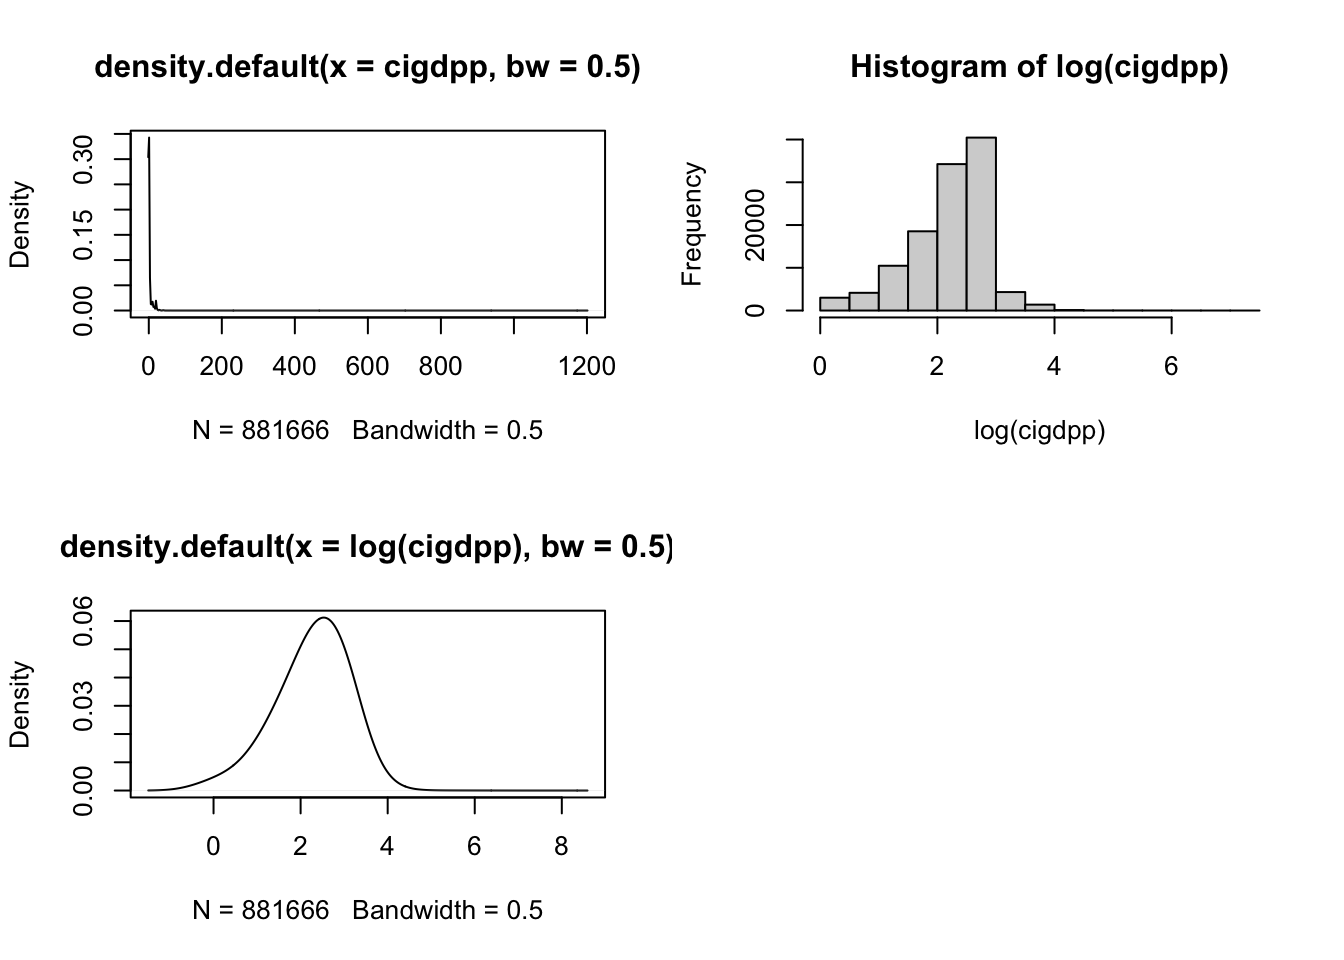 density.default(x = cigdpp, bw = 0.5)
Density
0.00 0.15 0.30
0 200 400 600 800 1200
N = 881666   Bandwidth = 0.5
Histogram of log(cigdpp)
Frequency
0 20000
0 2 4 6
log(cigdpp)
density.default(x = log(cigdpp), bw = 0.5)
Density
0.00 0.03 0.06
0 2 4 6 8
N = 881666   Bandwidth = 0.5